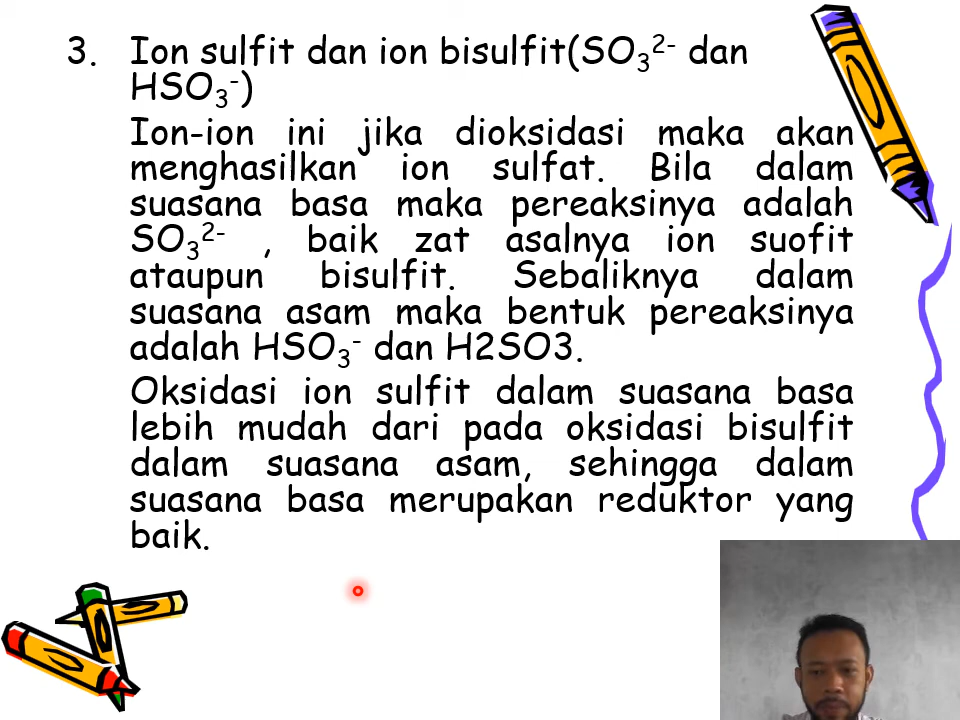 3. Ion sulfit dan ion bisulfit(SO₃²⁻ dan
HSO₃⁻)
Ion-ion ini jika dioksidasi maka akan
menghasilkan ion sulfat. Bila dalam
suasana basa maka pereaksinya adalah
SO₃²⁻ , baik zat asalnya ion suofit
ataupun bisulfit. Sebaliknya dalam
suasana asam maka bentuk pereaksinya
adalah HSO₃⁻ dan H2SO3.
Oksidasi ion sulfit dalam suasana basa
lebih mudah dari pada oksidasi bisulfit
dalam suasana asam, sehingga dalam
suasana basa merupakan reduktor yang
baik.